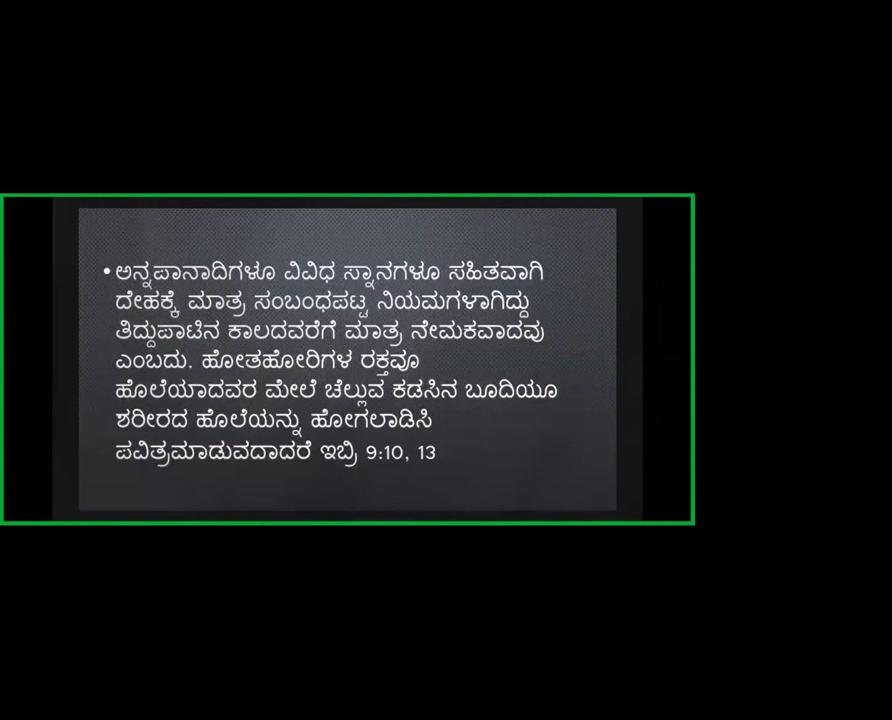 • ಅನ್ನಪಾನಾದಿಗಳೂ ವಿವಿಧ ಸ್ನಾನಗಳೂ ಸಹಿತವಾಗಿ
ದೇಹಕ್ಕೆ ಮಾತ್ರ ಸಂಬಂಧಪಟ್ಟ ನಿಯಮಗಳಾಗಿದ್ದು
ತಿದ್ದುಪಾಟಿನ ಕಾಲದವರೆಗೆ ಮಾತ್ರ ನೇಮಕವಾದವು
ಎಂಬದು. ಹೋತಹೋರಿಗಳ ರಕ್ತವೂ
ಹೊಲೆಯಾದವರ ಮೇಲೆ ಚೆಲ್ಲುವ ಕಡಸಿನ ಬೂದಿಯೂ
ಶರೀರದ ಹೊಲೆಯನ್ನು ಹೋಗಲಾಡಿಸಿ
ಪವಿತ್ರಮಾಡುವದಾದರೆ ಇಬ್ರಿ 9:10, 13